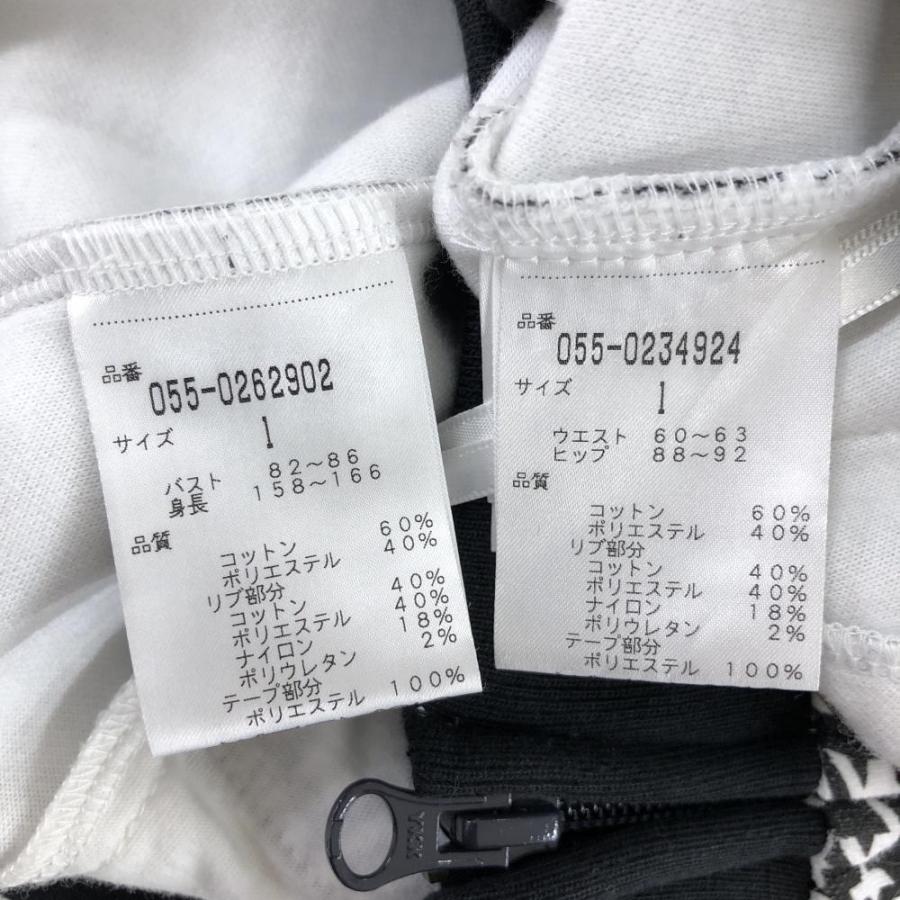 品番
055-0262902
サイズ 1
バスト 82～86
身長 158～166
品質
コットン 60%
ポリエステル 40%
リブ部分
コットン 40%
ポリエステル 40%
ナイロン 18%
ポリウレタン 2%
テープ部分
ポリエステル 100%
品番
055-0234924
サイズ 1
ウエスト 60～63
ヒップ 88～92
品質
コットン 60%
ポリエステル 40%
リブ部分
コットン 40%
ポリエステル 40%
ナイロン 18%
ポリウレタン 2%
テープ部分
ポリエステル 100%
YKK